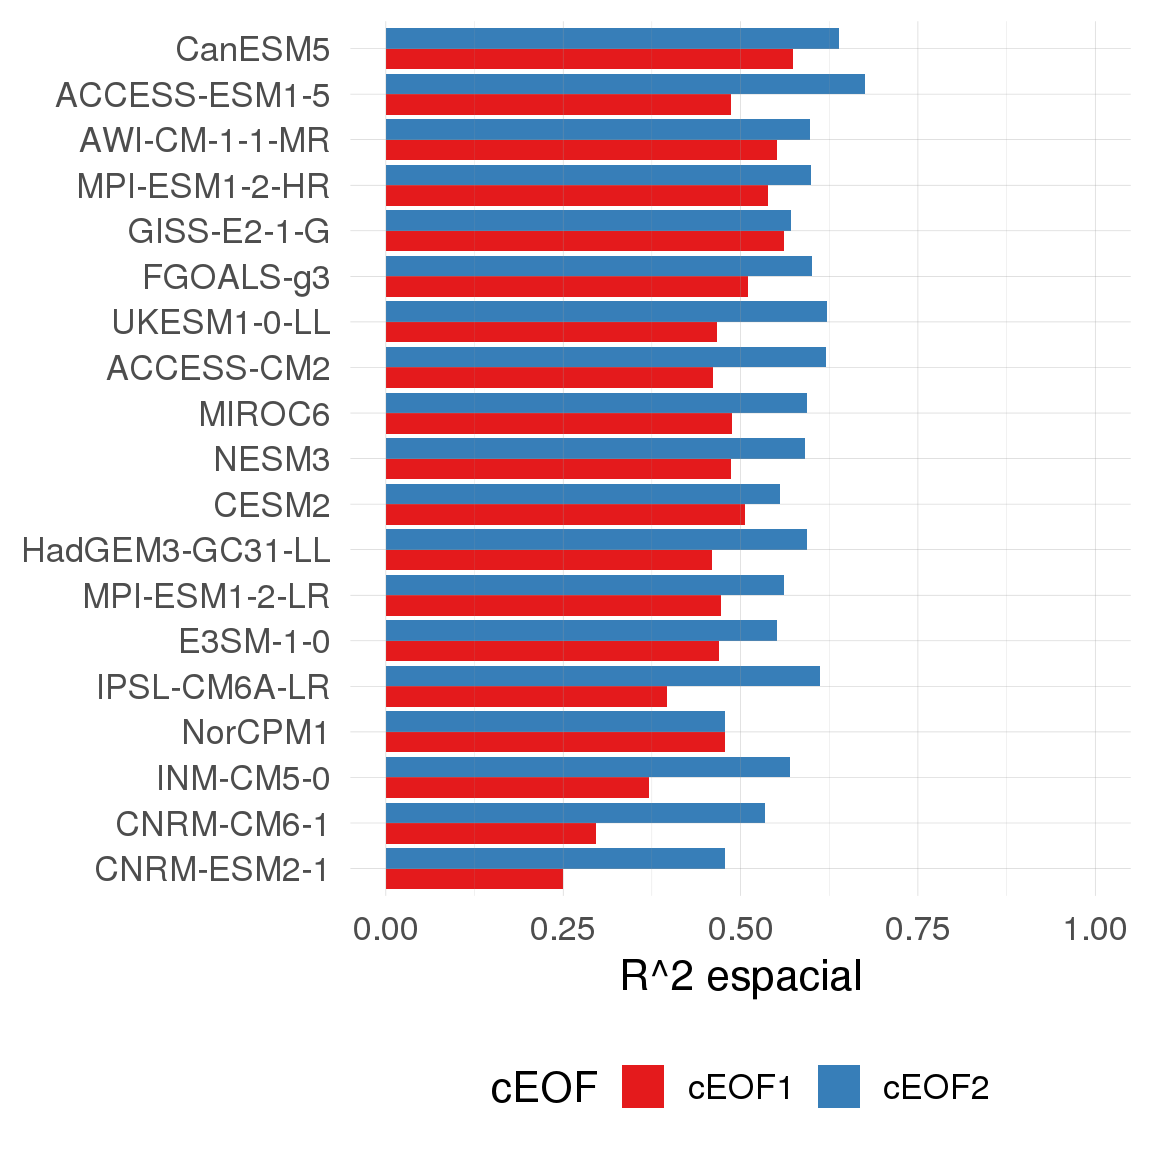 CanESM5
ACCESS-ESM1-5
AWI-CM-1-1-MR
MPI-ESM1-2-HR
GISS-E2-1-G
FGOALS-g3
UKESM1-0-LL
ACCESS-CM2
MIROC6
NESM3
CESM2
HadGEM3-GC31-LL
MPI-ESM1-2-LR
E3SM-1-0
IPSL-CM6A-LR
NorCPM1
INM-CM5-0
CNRM-CM6-1
CNRM-ESM2-1
0.00 0.25 0.50 0.75 1.00
R^2 espacial
cEOF cEOF1 cEOF2